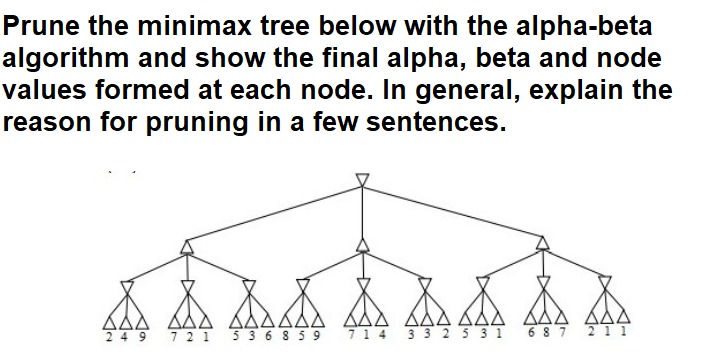 Prune the minimax tree below with the alpha-beta
algorithm and show the final alpha, beta and node
values formed at each node. In general, explain the
reason for pruning in a few sentences.
2 4 9 7 2 1 5 3 6 8 5 9 7 1 4 3 3 2 5 3 1 6 8 7 2 1 1